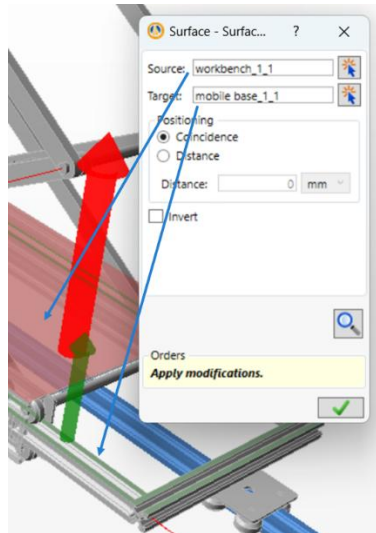 Surface - Surfac... ? ×
Source: workbench_1_1
Target: mobile base_1_1
Positioning
Coincidence
Distance
Distance: 0 mm
Invert
Orders
Apply modifications.